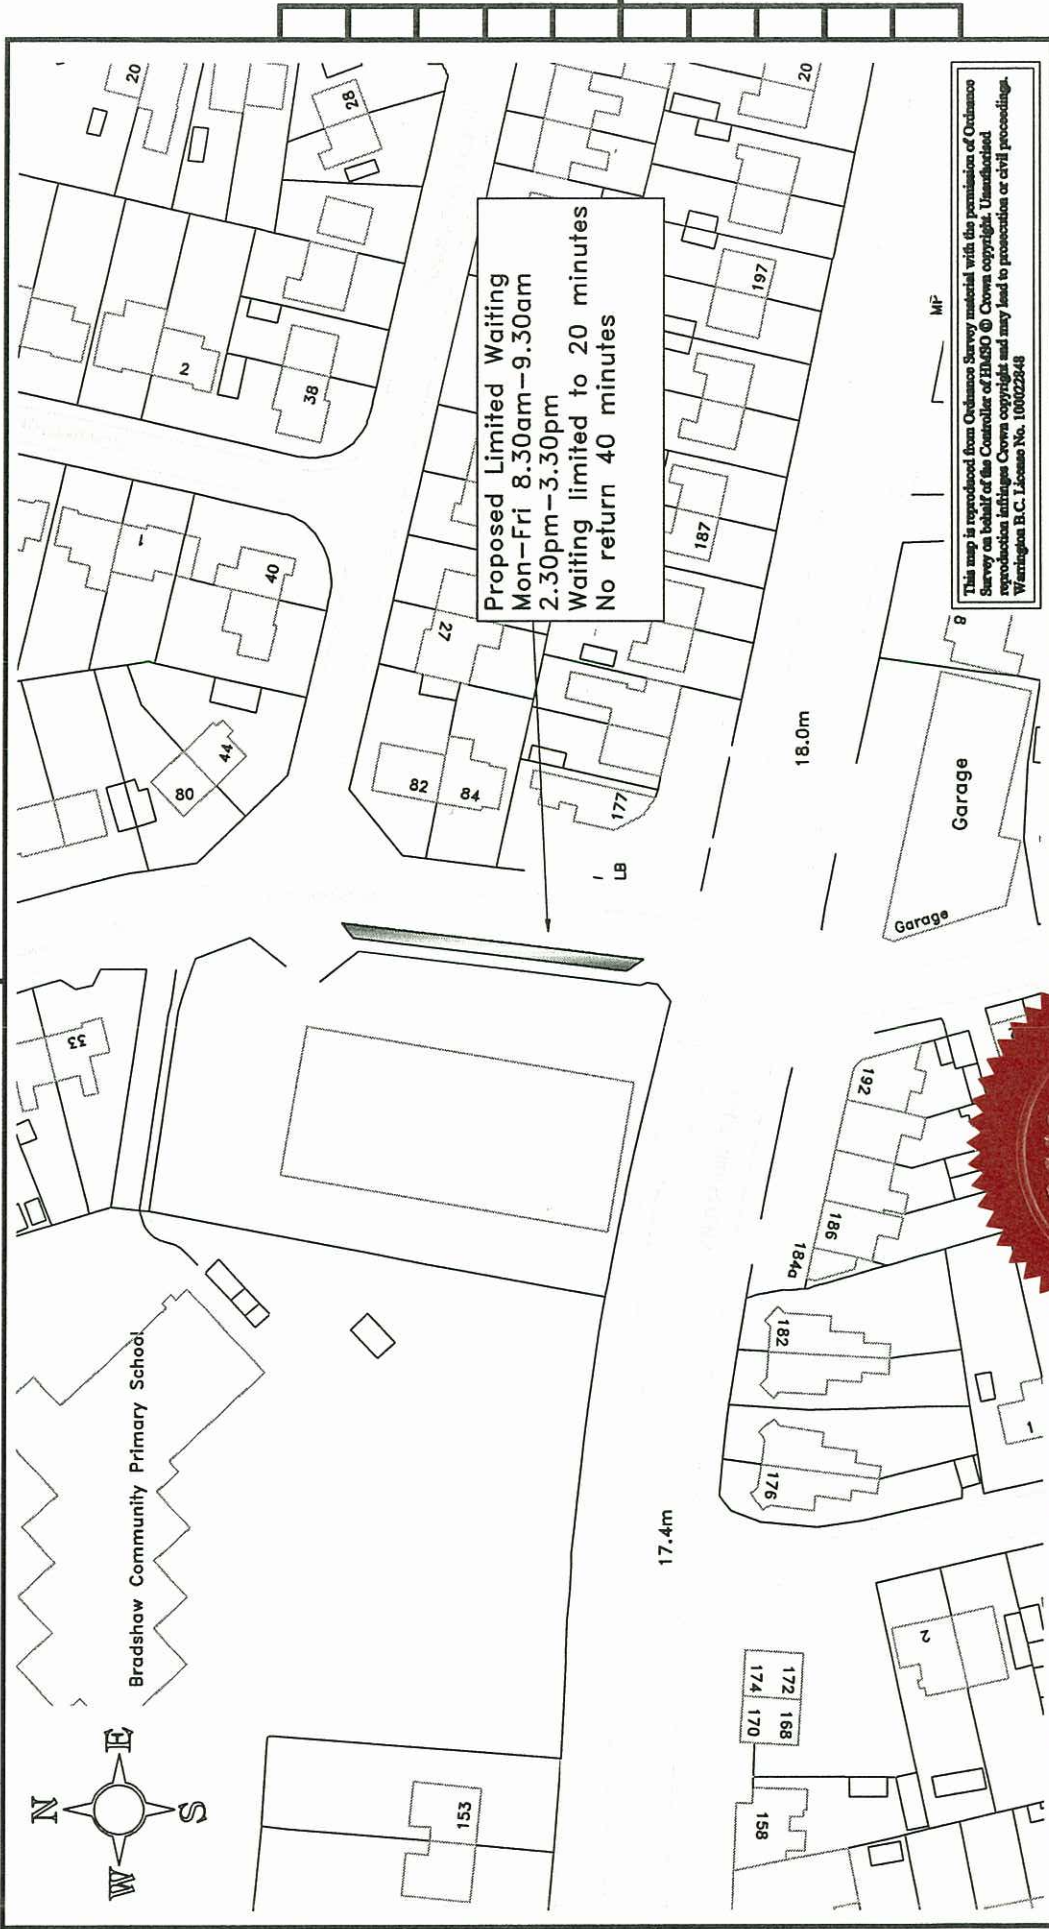 Proposed Limited Waiting
Mon-Fri 8.30am-9.30am
2.30pm-3.30pm
Waiting limited to 20 minutes
No return 40 minutes
This map is reproduced from Ordnance Survey material with the permission of Ordnance
Survey on behalf of the Controller of HMSO © Crown copyright. Unauthorised
reproduction infringes Crown copyright and may lead to prosecution or civil proceedings.
Warrington B.C. License No. 100022848
Bradshaw Community Primary School
N
E
S
W
20
28
2
38
1
40
44
80
27
82
84
177
187
197
20
LB
MP
18.0m
8
Garage
Garage
33
192
186
184a
182
176
1
17.4m
2
174
172
170
168
158
153